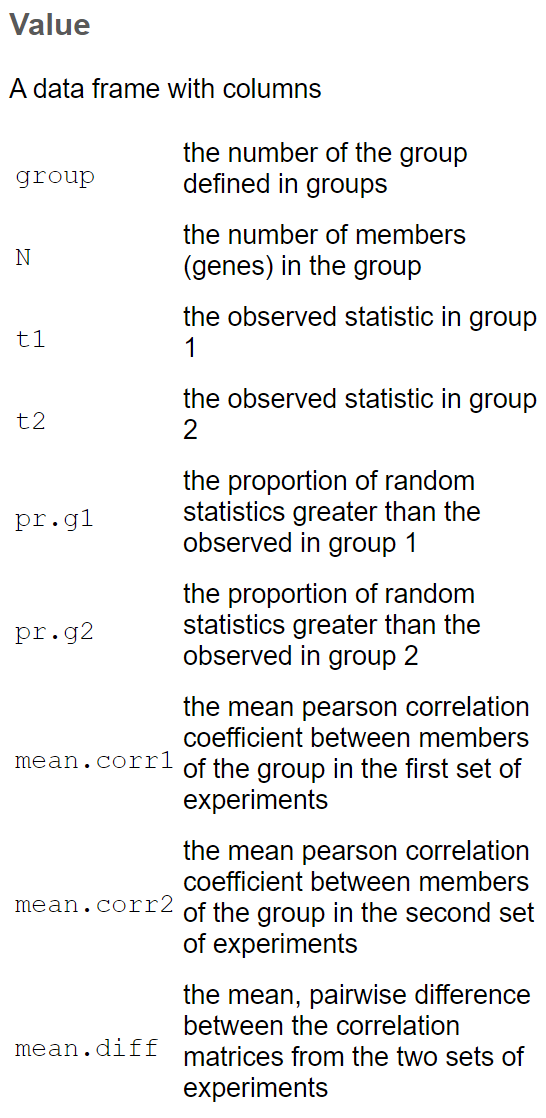 Value
A data frame with columns
group
the number of the group
defined in groups
N
the number of members
(genes) in the group
t1
the observed statistic in group
1
t2
the observed statistic in group
2
pr.g1
the proportion of random
statistics greater than the
observed in group 1
pr.g2
the proportion of random
statistics greater than the
observed in group 2
mean.corr1
the mean pearson correlation
coefficient between members
of the group in the first set of
experiments
mean.corr2
the mean pearson correlation
coefficient between members
of the group in the second set
of experiments
mean.diff
the mean, pairwise difference
between the correlation
matrices from the two sets of
experiments